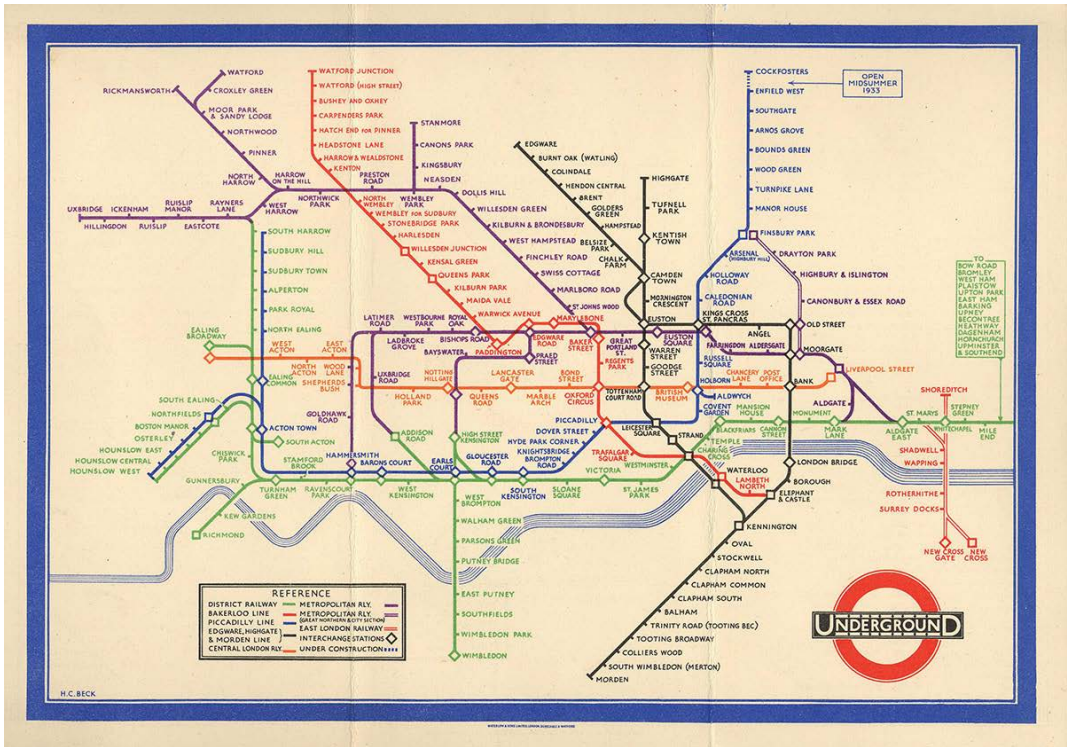 WATFORD
CROXLEY GREEN
RICKMANSWORTH
MOOR PARK
& SANDY LODGE
NORTHWOOD
PINNER
NORTH
HARROW
HARROW
ON THE HILL
NORTHWICK
PARK
PRESTON
ROAD
WEMBLEY
PARK
NEASDEN
STANMORE
CANONS PARK
KINGSBURY
DOLLIS HILL
WILLESDEN GREEN
KILBURN & BRONDESBURY
WEST HAMPSTEAD
FINCHLEY ROAD
SWISS COTTAGE
MARLBORO ROAD
ST JOHNS WOOD
UXBRIDGE
ICKENHAM
RUISLIP
MANOR
RAYNERS
LANE
HILLINGDON
RUISLIP
EASTCOTE
WEST
HARROW
WATFORD JUNCTION
WATFORD (HIGH STREET)
BUSHEY AND OXHEY
CARPENDERS PARK
HATCH END FOR PINNER
HEADSTONE LANE
HARROW & WEALDSTONE
KENTON
NORTH
WEMBLEY
WEMBLEY FOR SUDBURY
STONEBRIDGE PARK
HARLESDEN
WILLESDEN JUNCTION
KENSAL GREEN
QUEENS PARK
KILBURN PARK
MAIDA VALE
WARWICK AVENUE
MARYLEBONE
EDGWARE
BURNT OAK (WATLING)
COLINDALE
HENDON CENTRAL
BRENT
GOLDERS
GREEN
HAMPSTEAD
BELSIZE
PARK
CHALK
FARM
HIGHGATE
TUFNELL
PARK
KENTISH
TOWN
CAMDEN
TOWN
MORNINGTON
CRESCENT
EUSTON
COCKFOSTERS
OPEN
MIDSUMMER
1933
ENFIELD WEST
SOUTHGATE
ARNOS GROVE
BOUNDS GREEN
WOOD GREEN
TURNPIKE LANE
MANOR HOUSE
FINSBURY PARK
ARSENAL
(HIGHBURY HILL)
DRAYTON PARK
HOLLOWAY
ROAD
HIGHBURY & ISLINGTON
CALEDONIAN
ROAD
CANONBURY & ESSEX ROAD
KINGS CROSS
ST. PANCRAS
ANGEL
OLD STREET
TO
BOW ROAD
BROMLEY
WEST HAM
PLAISTOW
UPTON PARK
EAST HAM
BARKING
UPNEY
BECONTREE
HEATHWAY
DAGENHAM
HORNCHURCH
UPMINSTER
& SOUTHEND
SOUTH HARROW
SUDBURY HILL
SUDBURY TOWN
ALPERTON
PARK ROYAL
NORTH EALING
EALING
BROADWAY
WEST
ACTON
EAST
ACTON
NORTH
ACTON
WOOD
LANE
SHEPHERDS
BUSH
EALING
COMMON
LATIMER
ROAD
WESTBOURNE
PARK
ROYAL
OAK
LADBROKE
GROVE
BISHOPS ROAD
BAYSWATER
PADDINGTON
EDGWARE
ROAD
PRAED
STREET
BAKER
STREET
GREAT
PORTLAND
ST.
REGENTS
PARK
EUSTON
SQUARE
WARREN
STREET
GOODGE
STREET
FARRINGDON
ALDERSGATE
MOORGATE
RUSSELL
SQUARE
UXBRIDGE
ROAD
HOLLAND
PARK
NOTTING
HILL GATE
QUEENS
ROAD
LANCASTER
GATE
MARBLE
ARCH
BOND
STREET
OXFORD
CIRCUS
TOTTENHAM
COURT ROAD
BRITISH
MUSEUM
HOLBORN
CHANCERY
LANE
POST
OFFICE
BANK
LIVERPOOL STREET
ALDWYCH
COVENT
GARDEN
SOUTH EALING
NORTHFIELDS
BOSTON MANOR
OSTERLEY
HOUNSLOW EAST
HOUNSLOW CENTRAL
HOUNSLOW WEST
ACTON TOWN
SOUTH ACTON
CHISWICK
PARK
GUNNERSBURY
KEW GARDENS
RICHMOND
TURNHAM
GREEN
STAMFORD
BROOK
RAVENSCOURT
PARK
GOLDHAWK
ROAD
HAMMERSMITH
BARONS COURT
WEST
KENSINGTON
ADDISON ROAD
EARLS
COURT
HIGH STREET
KENSINGTON
GLOUCESTER
ROAD
SOUTH
KENSINGTON
PICCADILLY
DOVER STREET
HYDE PARK CORNER
KNIGHTSBRIDGE
BROMPTON
ROAD
SLOANE
SQUARE
VICTORIA
ST. JAMES
PARK
WESTMINSTER
TRAFALGAR
SQUARE
LEICESTER
SQUARE
STRAND
CHARING
CROSS
TEMPLE
BLACKFRIARS
MANSION
HOUSE
CANNON
STREET
MONUMENT
MARK
LANE
ALDGATE
ALDGATE
EAST
ST. MARYS
SHOREDITCH
STEPNEY
GREEN
WHITECHAPEL
MILE
END
SHADWELL
WAPPING
ROTHERHITHE
SURREY DOCKS
NEW CROSS
GATE
NEW
CROSS
WATERLOO
LAMBETH
NORTH
LONDON BRIDGE
BOROUGH
ELEPHANT
& CASTLE
KENNINGTON
OVAL
STOCKWELL
CLAPHAM NORTH
CLAPHAM COMMON
CLAPHAM SOUTH
BALHAM
TRINITY ROAD (TOOTING BEC)
TOOTING BROADWAY
COLLIERS WOOD
SOUTH WIMBLEDON (MERTON)
MORDEN
WEST
BROMPTON
WALHAM GREEN
PARSONS GREEN
PUTNEY BRIDGE
EAST PUTNEY
SOUTHFIELDS
WIMBLEDON PARK
WIMBLEDON
REFERENCE
DISTRICT RAILWAY
BAKERLOO LINE
PICCADILLY LINE
EDGWARE, HIGHGATE
& MORDEN LINE
CENTRAL LONDON RLY.
METROPOLITAN RLY.
METROPOLITAN RLY.
(GREAT NORTHERN & CITY SECTION)
EAST LONDON RAILWAY
INTERCHANGE STATIONS
UNDER CONSTRUCTION
UNDERGROUND
H.C. BECK